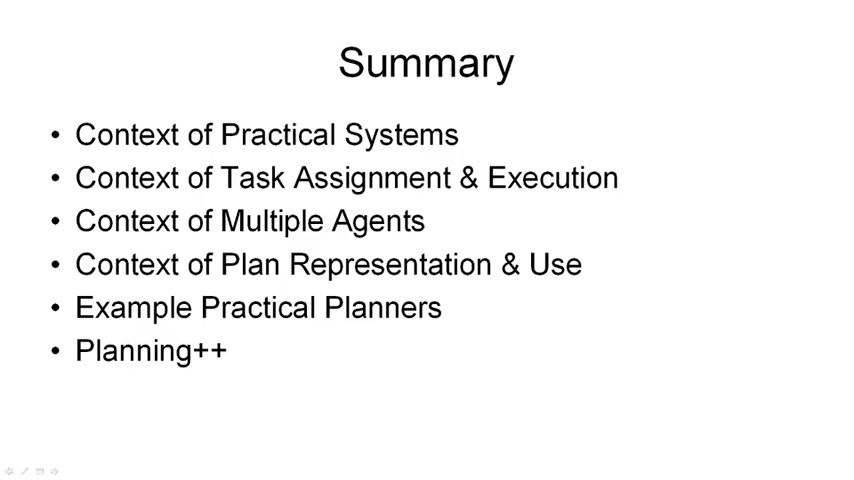 Summary
• Context of Practical Systems
• Context of Task Assignment & Execution
• Context of Multiple Agents
• Context of Plan Representation & Use
• Example Practical Planners
• Planning++